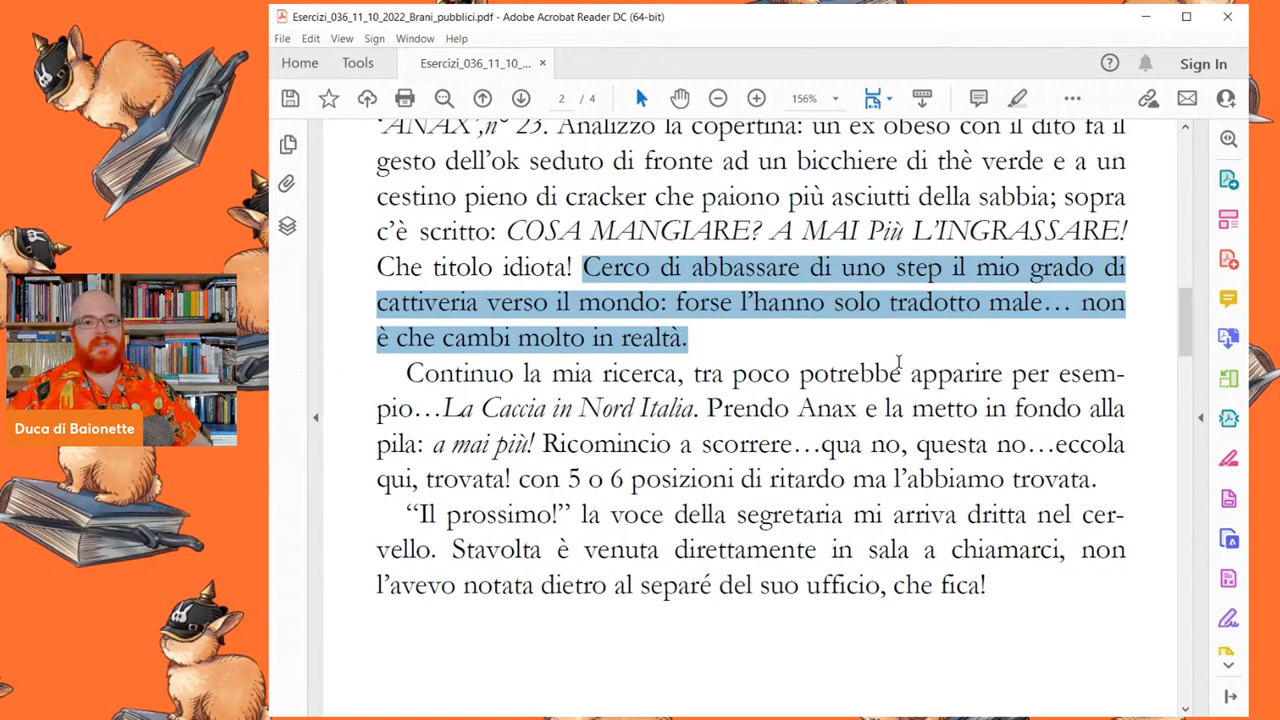 Esercizi_036_11_10_2022_Brani_pubblici.pdf - Adobe Acrobat Reader DC (64-bit)
File Edit View Sign Window Help
Home Tools Esercizi_036_11_10_... × Sign In
2 / 4 156%
'ANAX',n° 23. Analizzo la copertina: un ex obeso con il dito fa il
gesto dell'ok seduto di fronte ad un bicchiere di thè verde e a un
cestino pieno di cracker che paiono più asciutti della sabbia; sopra
c'è scritto: COSA MANGIARE? A MAI Più L'INGRASSARE!
Che titolo idiota! Cerco di abbassare di uno step il mio grado di
cattiveria verso il mondo: forse l'hanno solo tradotto male… non
è che cambi molto in realtà.
Continuo la mia ricerca, tra poco potrebbe apparire per esem-
pio…La Caccia in Nord Italia. Prendo Anax e la metto in fondo alla
pila: a mai più! Ricomincio a scorrere…qua no, questa no…eccola
qui, trovata! con 5 o 6 posizioni di ritardo ma l'abbiamo trovata.
“Il prossimo!” la voce della segretaria mi arriva dritta nel cer-
vello. Stavolta è venuta direttamente in sala a chiamarci, non
l'avevo notata dietro al separé del suo ufficio, che fica!
Duca di Baionette